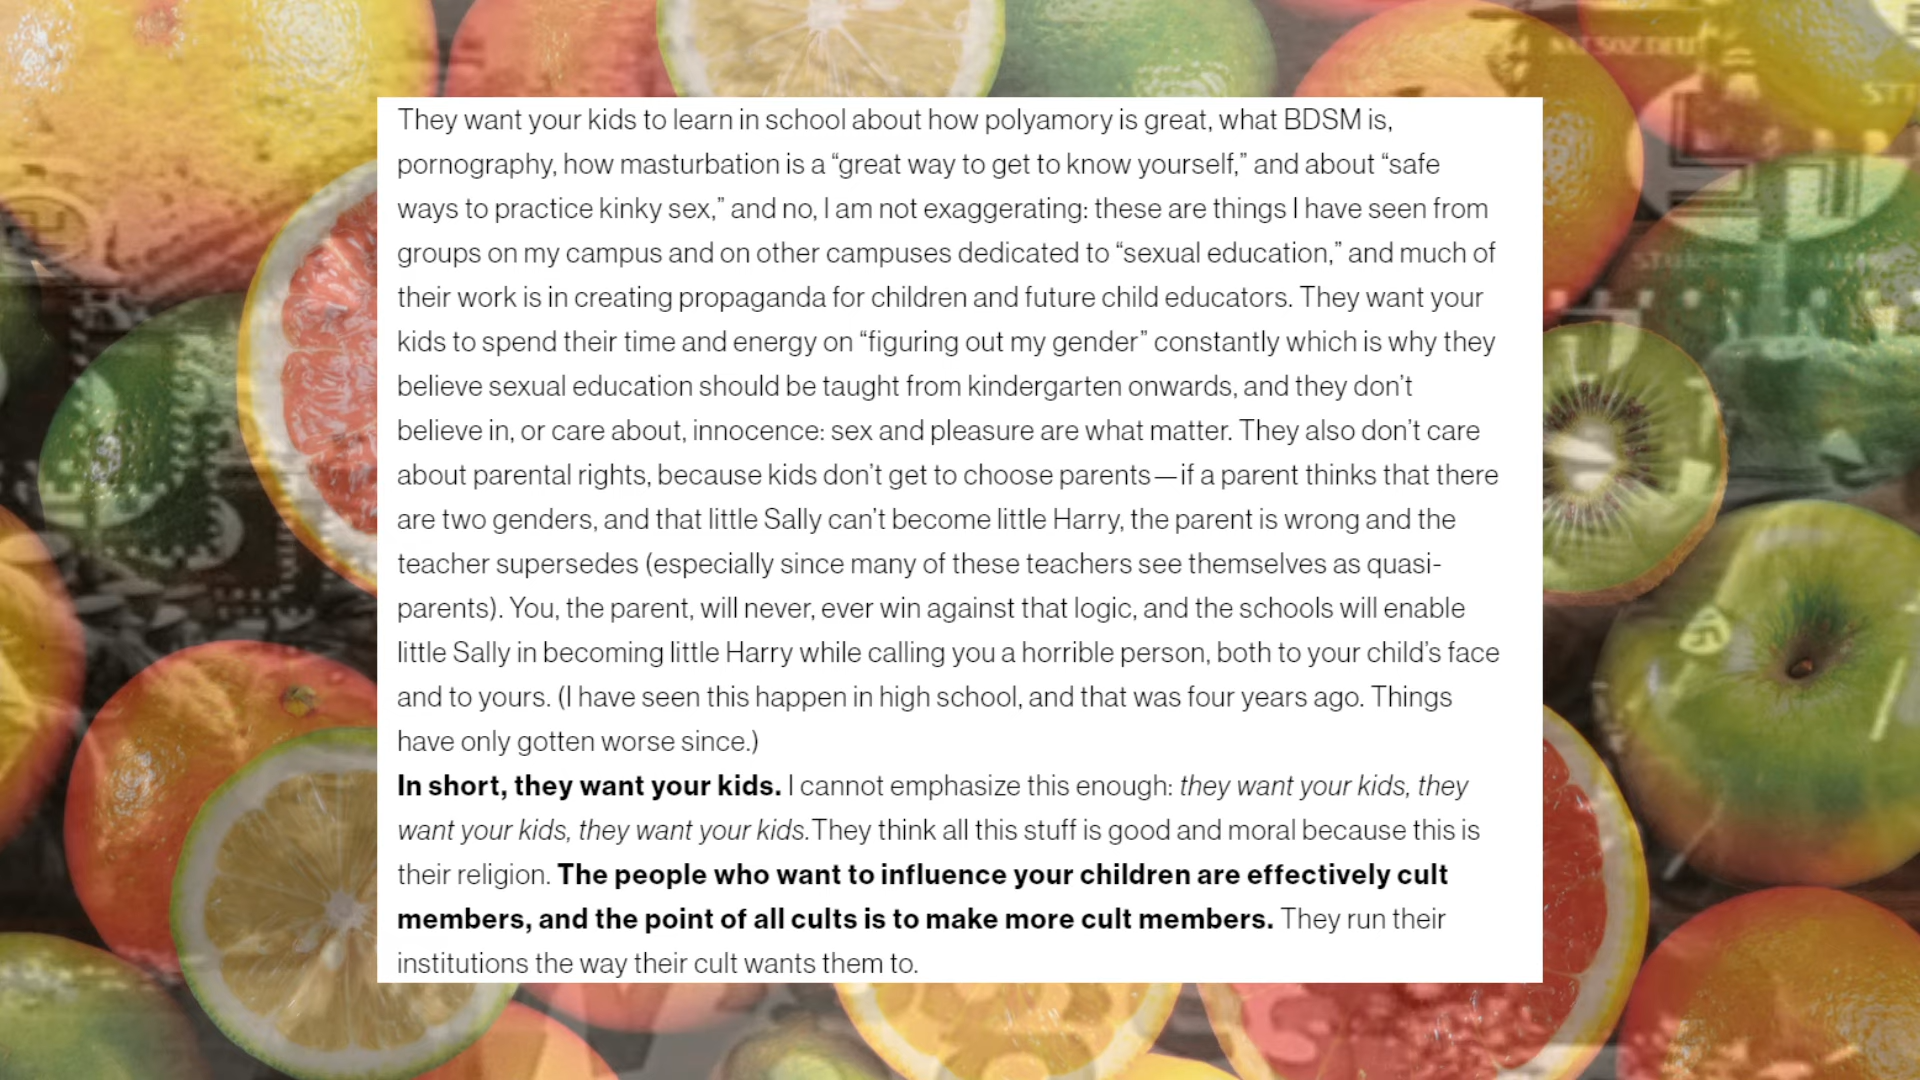 They want your kids to learn in school about how polyamory is great, what BDSM is,
pornography, how masturbation is a “great way to get to know yourself,” and about “safe
ways to practice kinky sex,” and no, I am not exaggerating: these are things I have seen from
groups on my campus and on other campuses dedicated to “sexual education,” and much of
their work is in creating propaganda for children and future child educators. They want your
kids to spend their time and energy on “figuring out my gender” constantly which is why they
believe sexual education should be taught from kindergarten onwards, and they don’t
believe in, or care about, innocence: sex and pleasure are what matter. They also don’t care
about parental rights, because kids don’t get to choose parents—if a parent thinks that there
are two genders, and that little Sally can’t become little Harry, the parent is wrong and the
teacher supersedes (especially since many of these teachers see themselves as quasi-
parents). You, the parent, will never, ever win against that logic, and the schools will enable
little Sally in becoming little Harry while calling you a horrible person, both to your child’s face
and to yours. (I have seen this happen in high school, and that was four years ago. Things
have only gotten worse since.)
In short, they want your kids. I cannot emphasize this enough: they want your kids, they
want your kids, they want your kids.They think all this stuff is good and moral because this is
their religion. The people who want to influence your children are effectively cult
members, and the point of all cults is to make more cult members. They run their
institutions the way their cult wants them to.